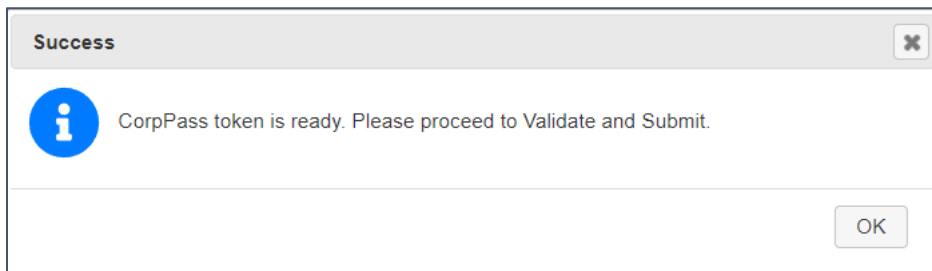 Success
CorpPass token is ready. Please proceed to Validate and Submit.
OK